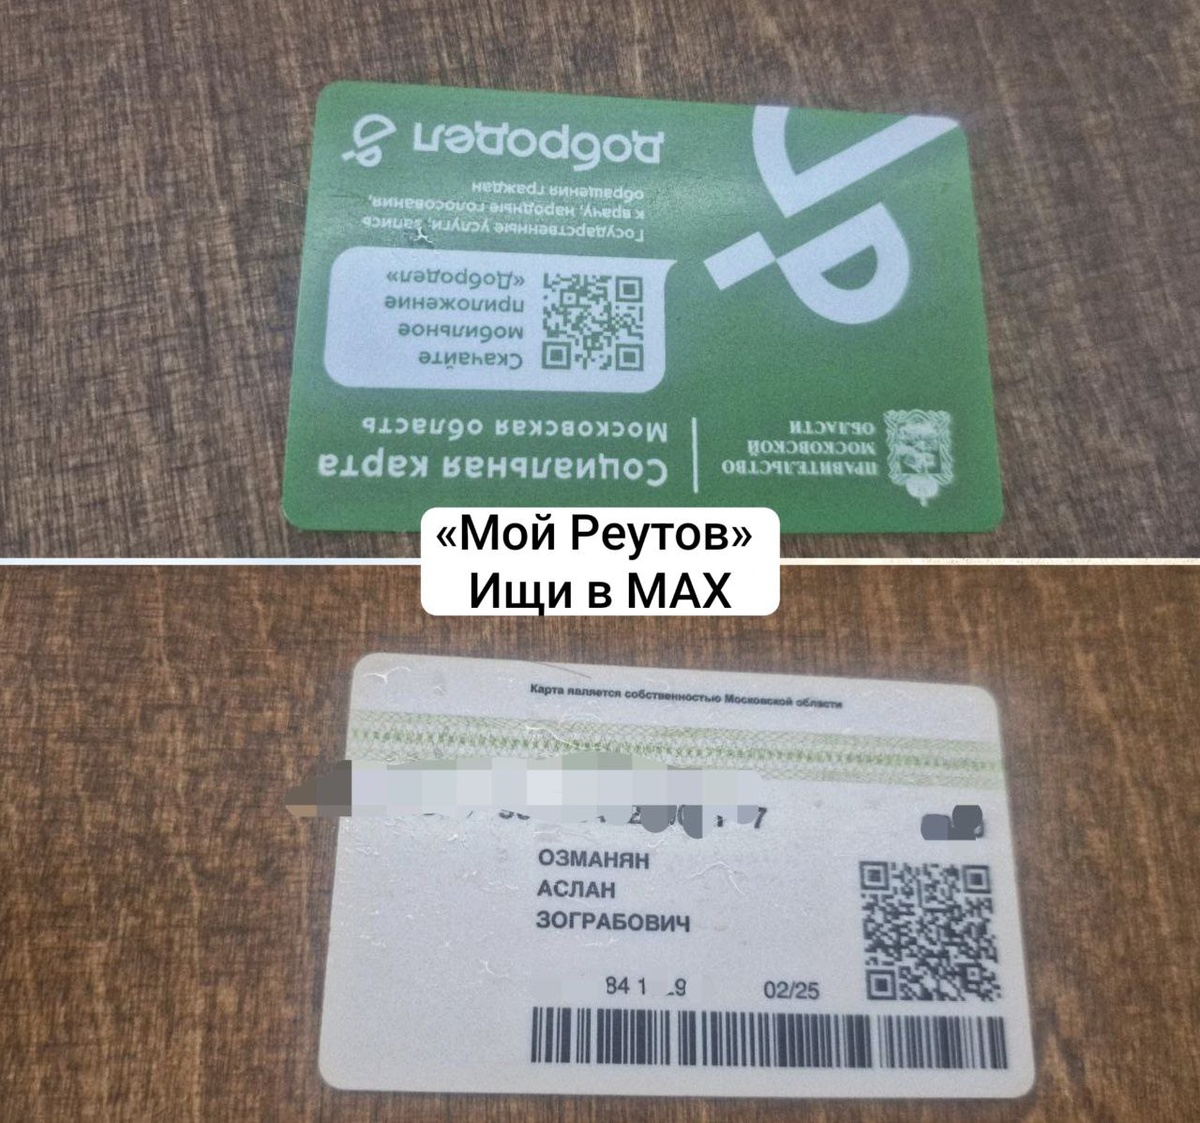 добродел
Государственные услуги, запись
к врачу, народные голосования,
обращения граждан
Скачайте
мобильное
приложение
«Добродел»
Социальная карта
Московская область
ПРАВИТЕЛЬСТВО
МОСКОВСКОЙ
ОБЛАСТИ
«Мой Реутов»
Ищи в MAX
Карта является собственностью Московской области
ОЗМАНЯН
АСЛАН
ЗОГРАБОВИЧ
02/25